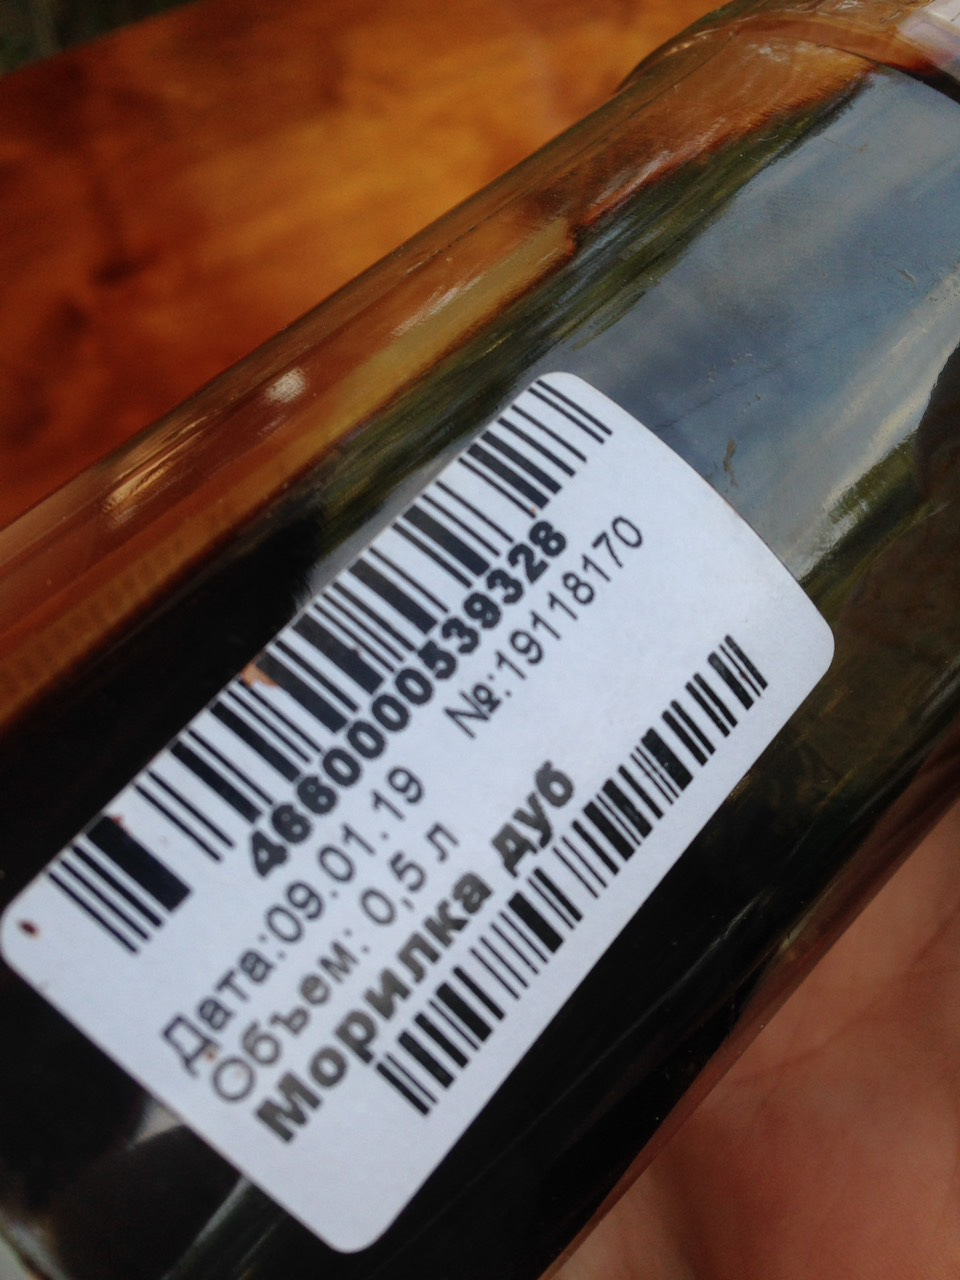 4660000539328
№:19118170
Дата:09.01.19
Объем: 0,5 л
Морилка дуб